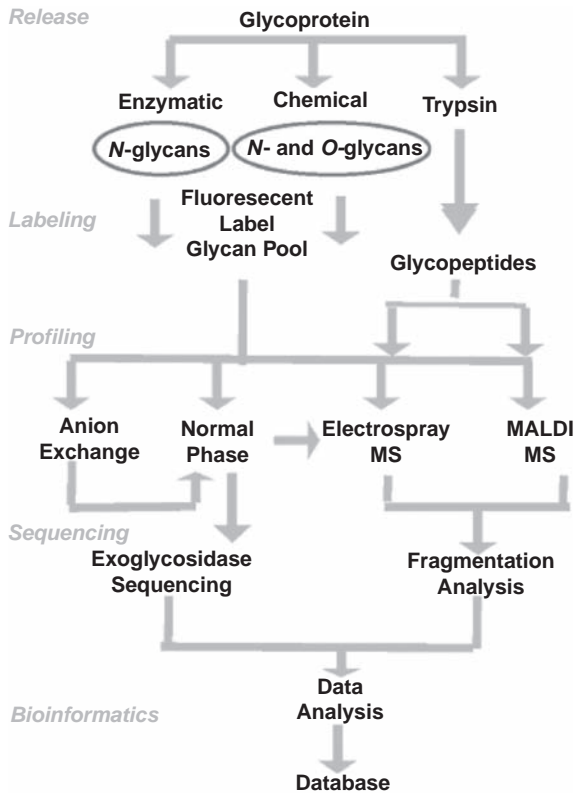 Release
Glycoprotein
Enzymatic
Chemical
Trypsin
N-glycans
N- and O-glycans
Labeling
Fluoresecent
Label
Glycan Pool
Glycopeptides
Profiling
Anion
Exchange
Normal
Phase
Electrospray
MS
MALDI
MS
Sequencing
Exoglycosidase
Sequencing
Fragmentation
Analysis
Bioinformatics
Data
Analysis
Database